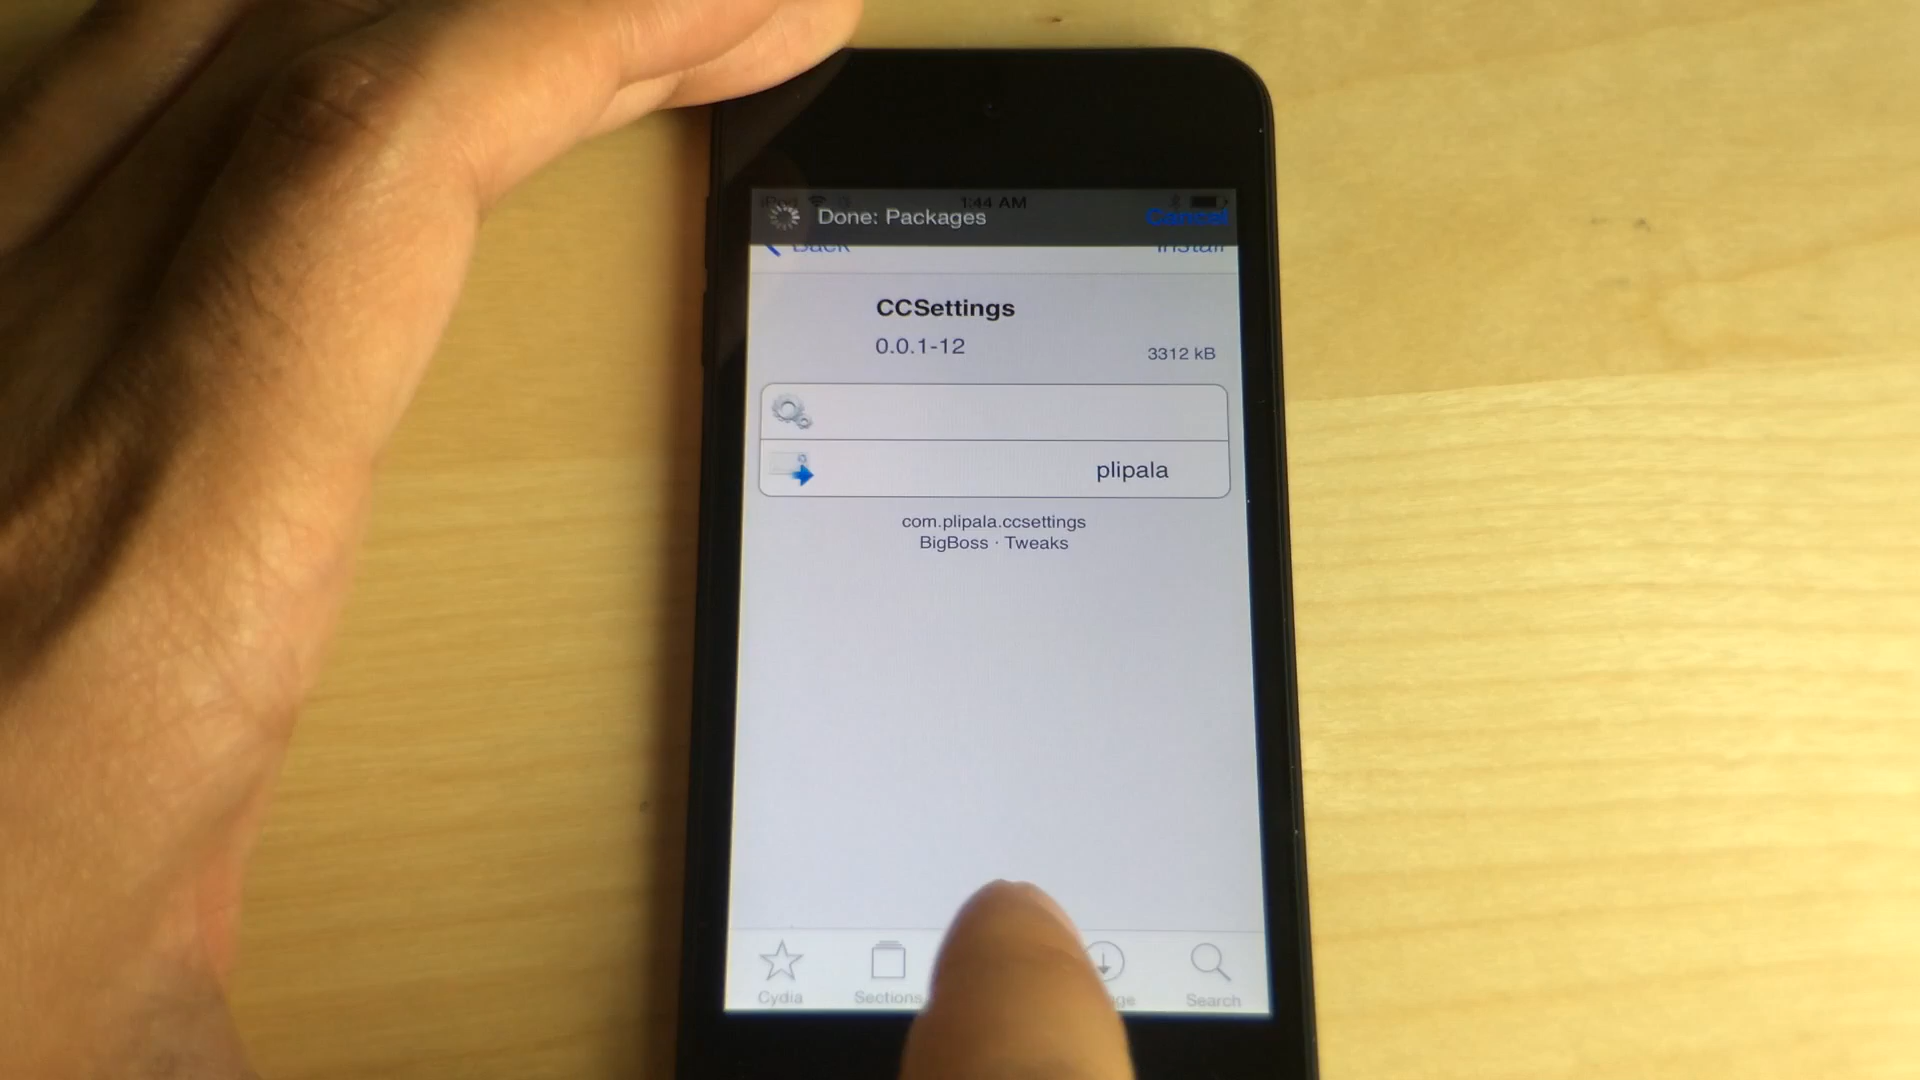 iPod 1:44 AM
Done: Packages Cancel
Back Install
CCSettings
0.0.1-12
3312 kB
plipala
com.plipala.ccsettings
BigBoss · Tweaks
Cydia Sections Search